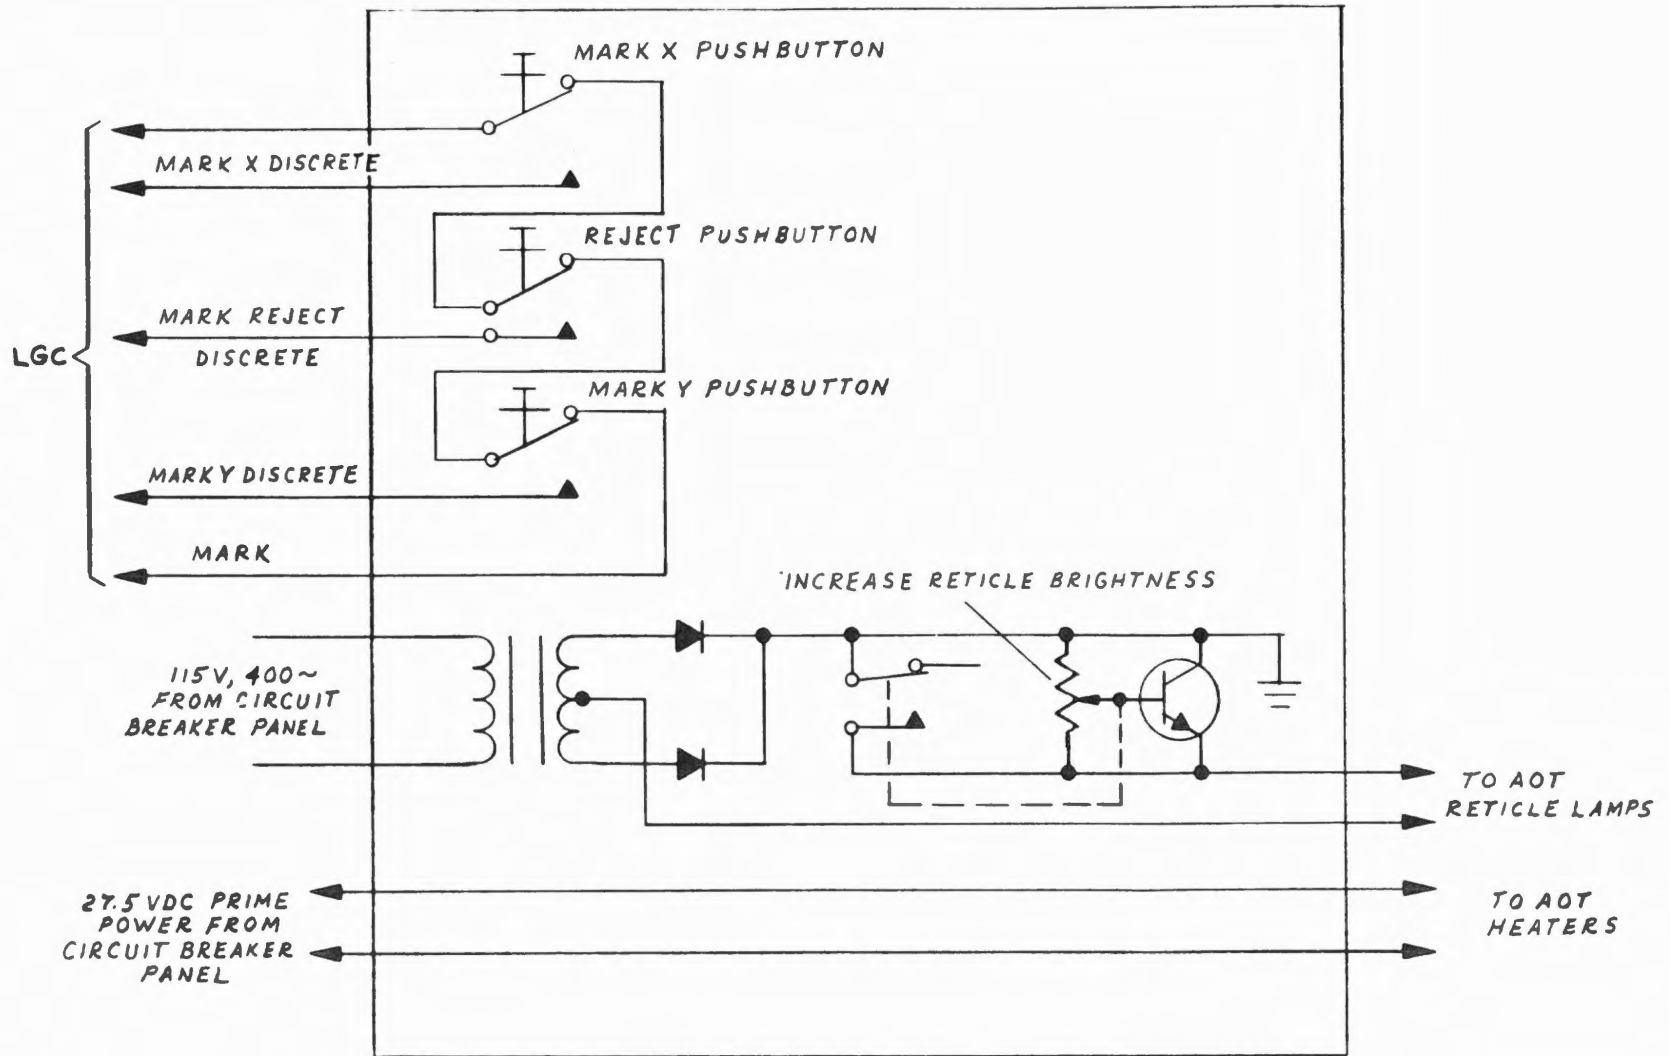 MARK X PUSHBUTTON
MARK X DISCRETE
REJECT PUSHBUTTON
MARK REJECT
DISCRETE
LGC
MARK Y PUSHBUTTON
MARK Y DISCRETE
MARK
INCREASE RETICLE BRIGHTNESS
115V, 400~
FROM CIRCUIT
BREAKER PANEL
TO AOT
RETICLE LAMPS
27.5 VDC PRIME
POWER FROM
CIRCUIT BREAKER
PANEL
TO AOT
HEATERS